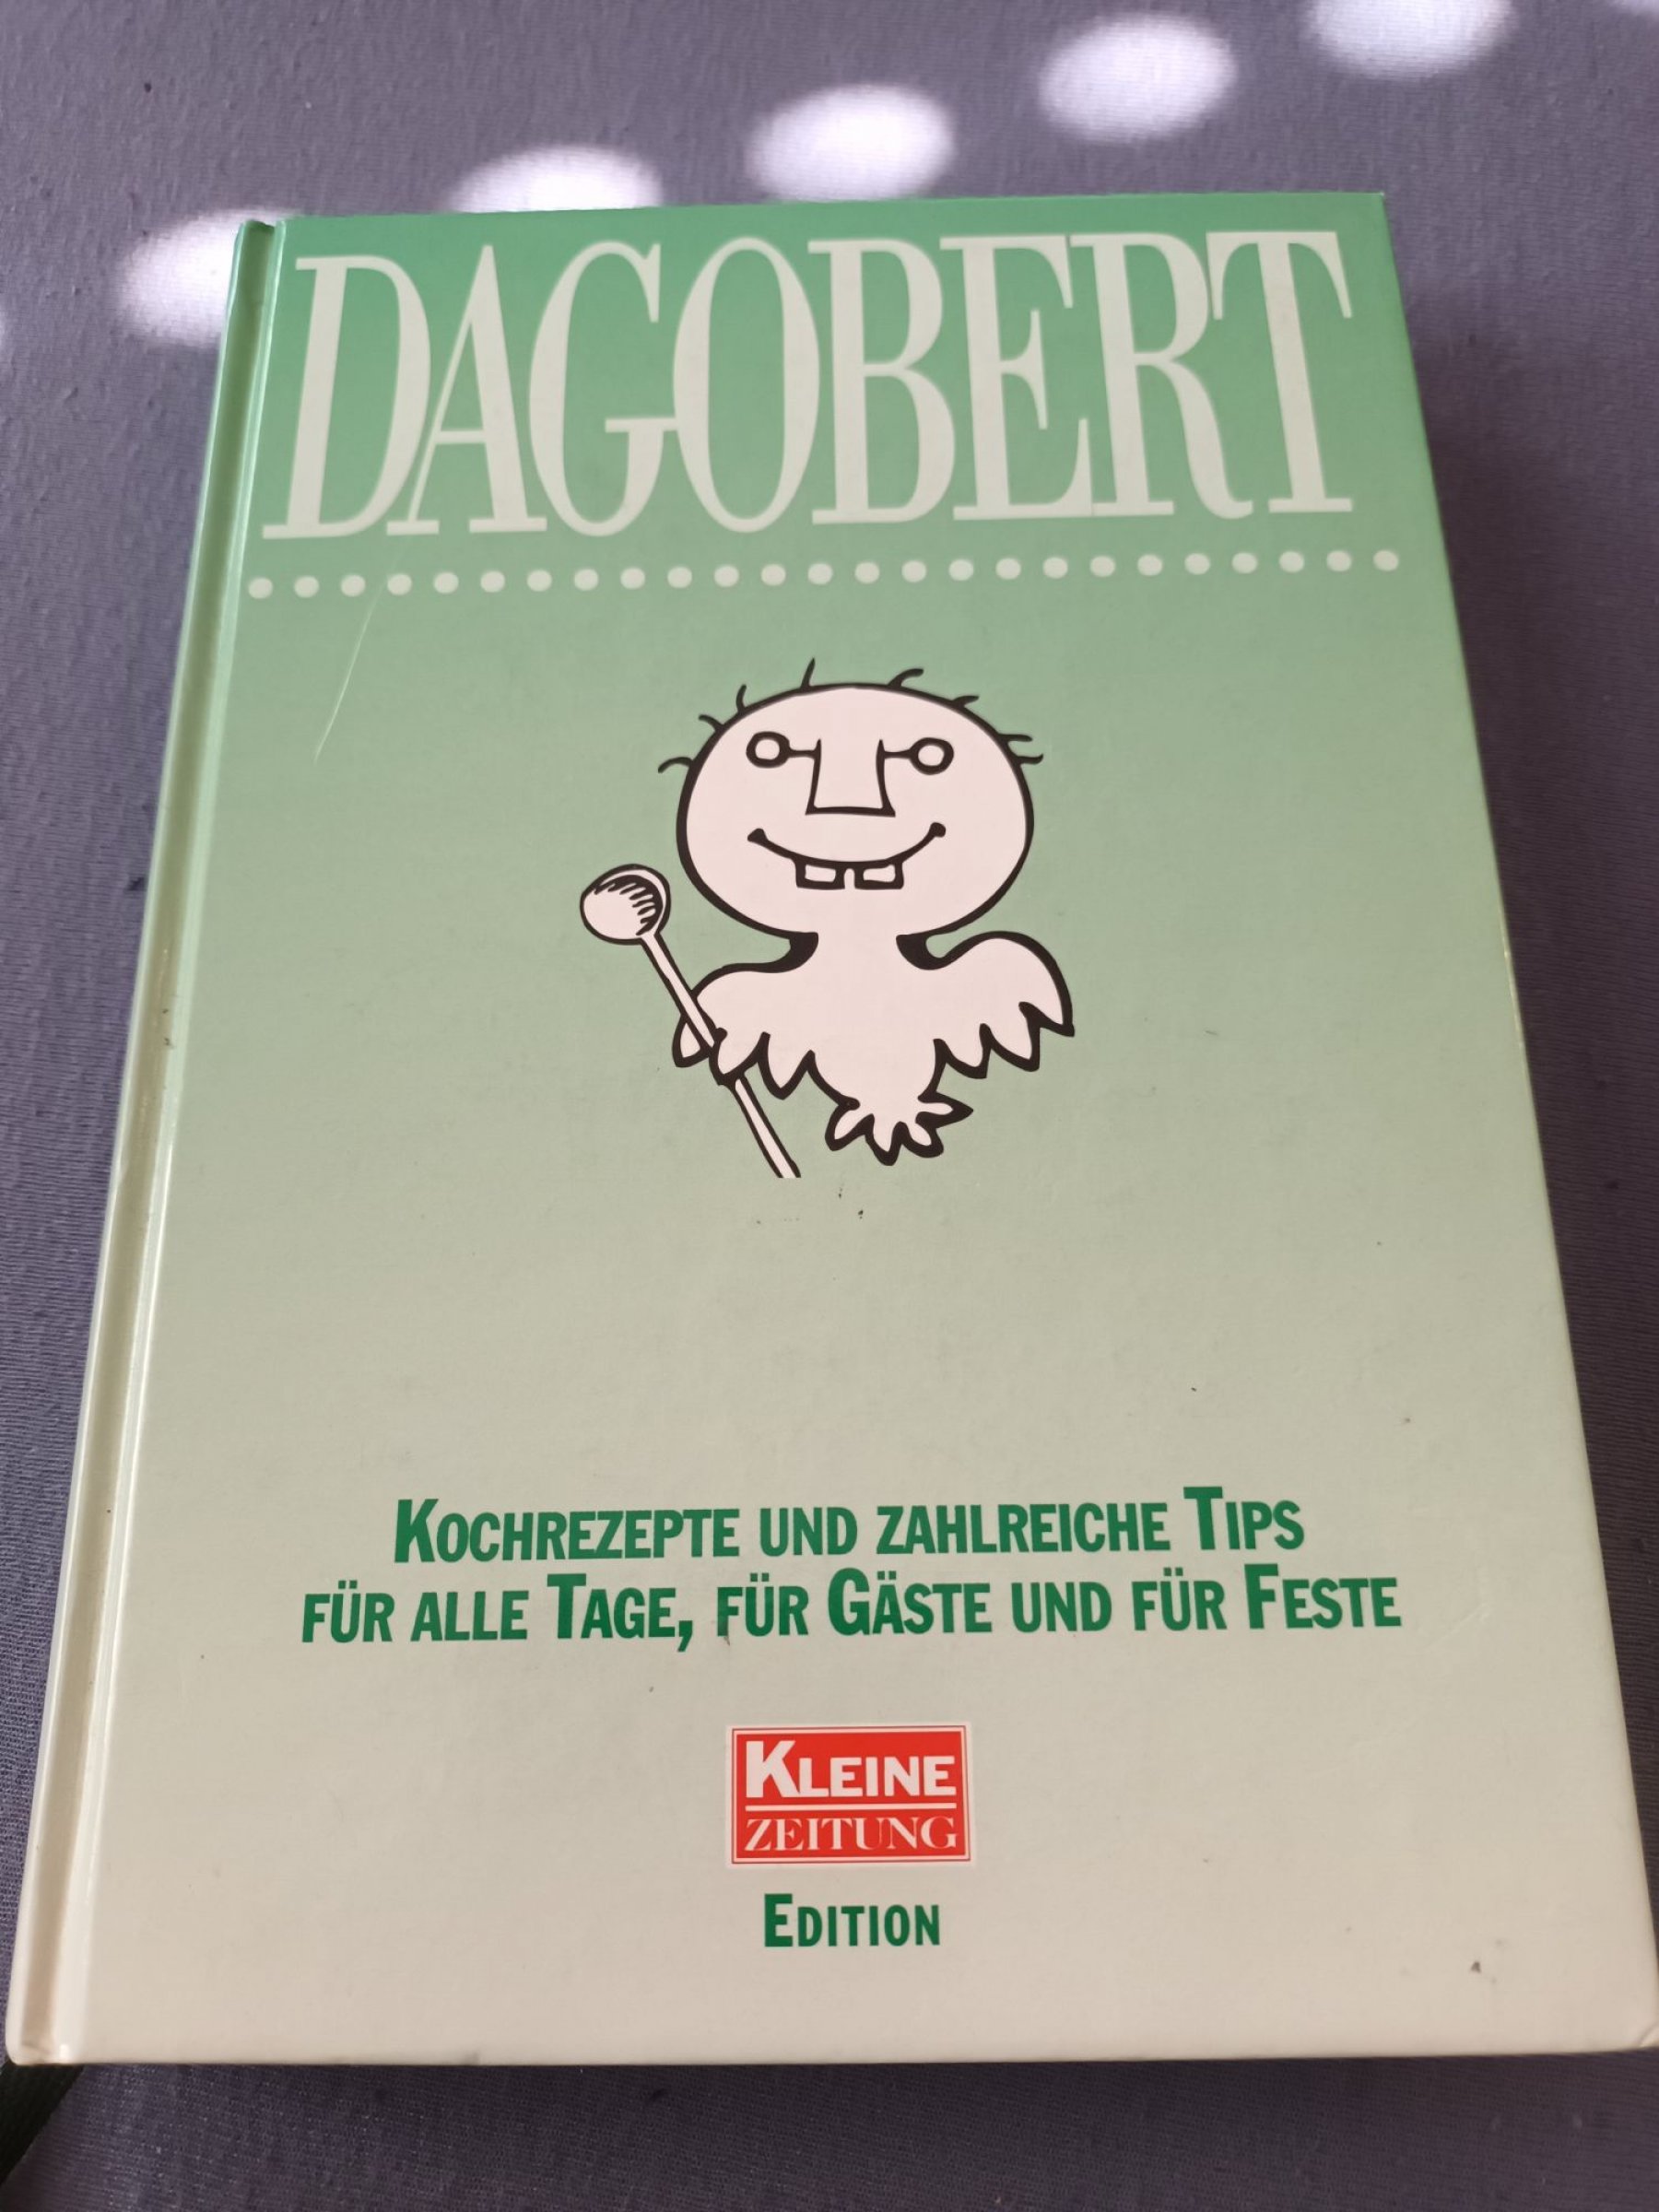 DAGOBERT
KOCHREZEPTE UND ZAHLREICHE TIPS
FÜR ALLE TAGE, FÜR GÄSTE UND FÜR FESTE
KLEINE
ZEITUNG
EDITION